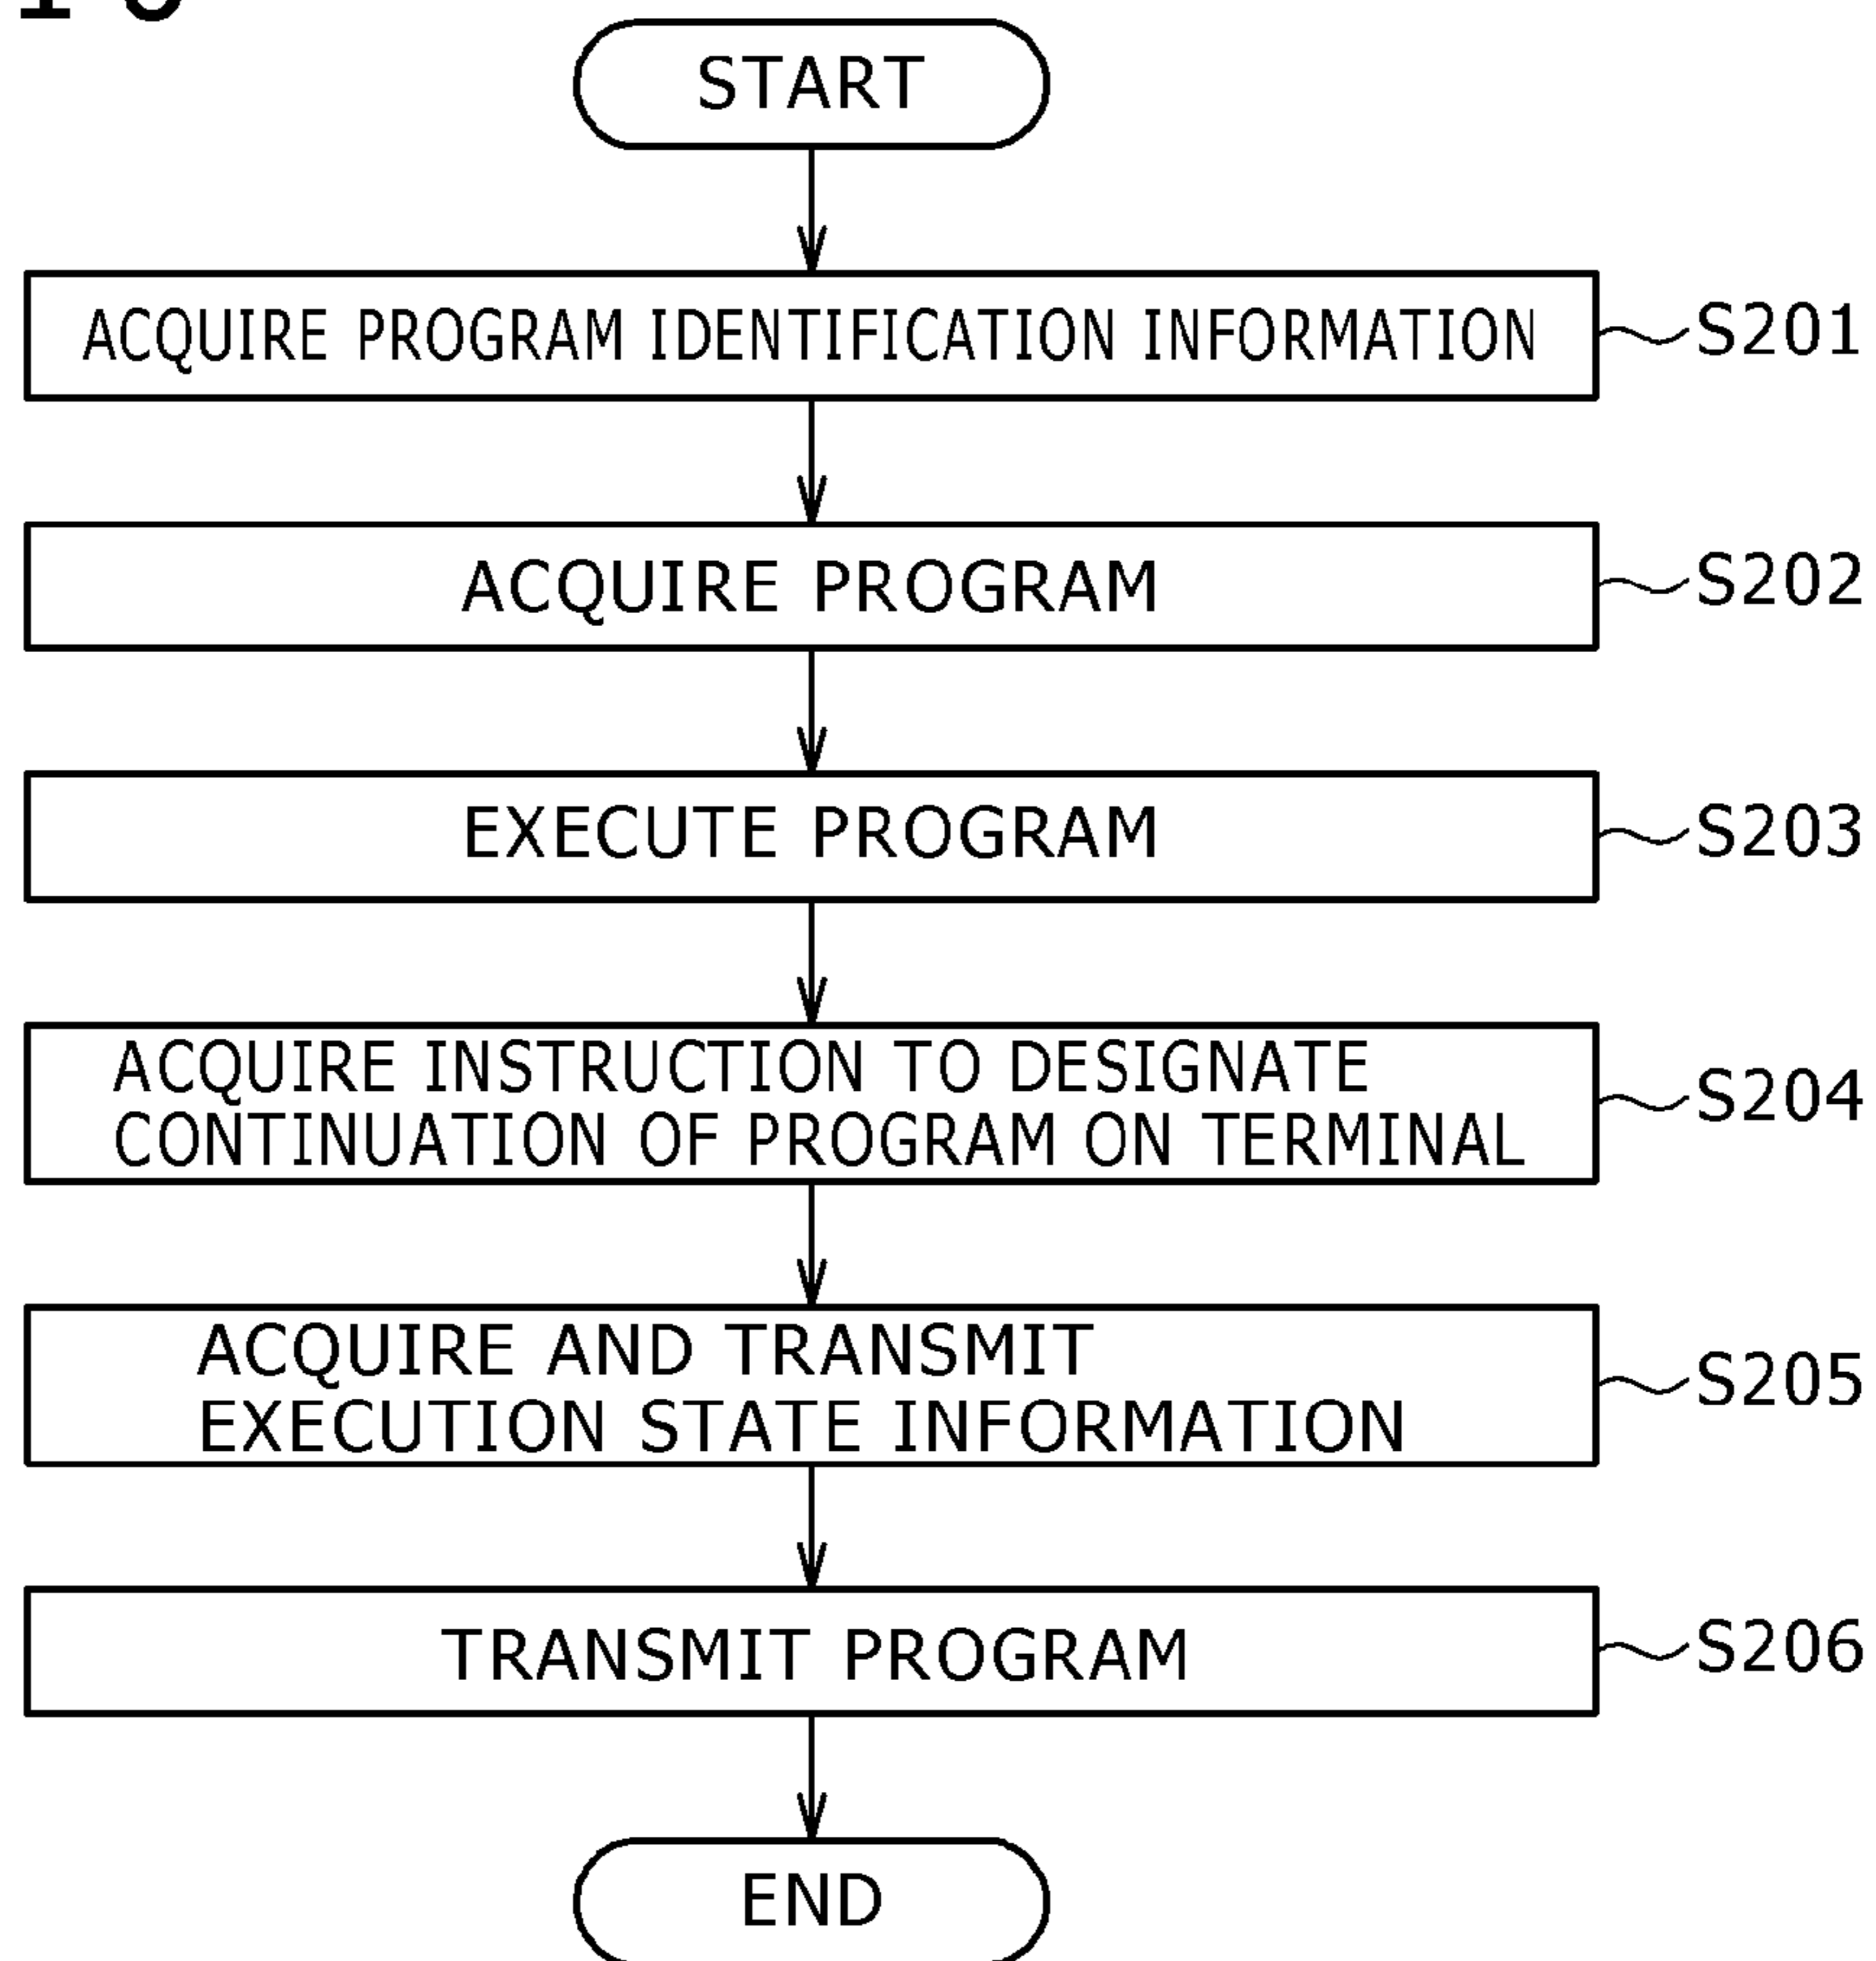 START
ACQUIRE PROGRAM IDENTIFICATION INFORMATION
S201
ACQUIRE PROGRAM
S202
EXECUTE PROGRAM
S203
ACQUIRE INSTRUCTION TO DESIGNATE
CONTINUATION OF PROGRAM ON TERMINAL
S204
ACQUIRE AND TRANSMIT
EXECUTION STATE INFORMATION
S205
TRANSMIT PROGRAM
S206
END